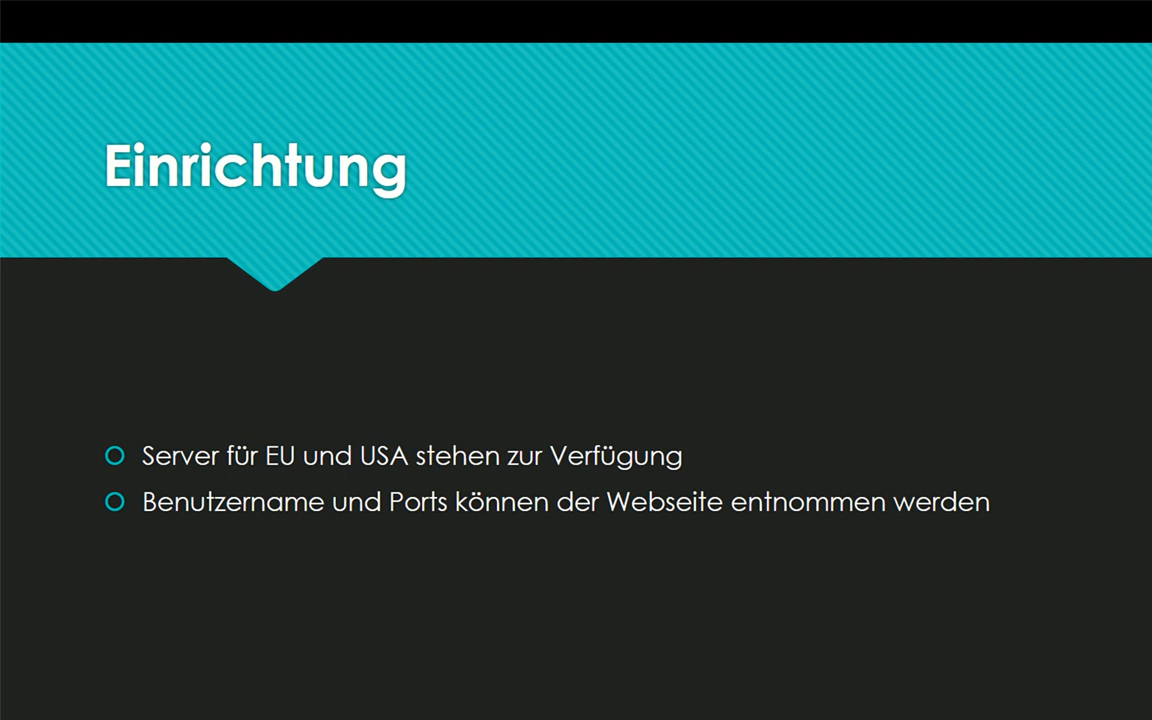 Einrichtung
Server für EU und USA stehen zur Verfügung
Benutzername und Ports können der Webseite entnommen werden